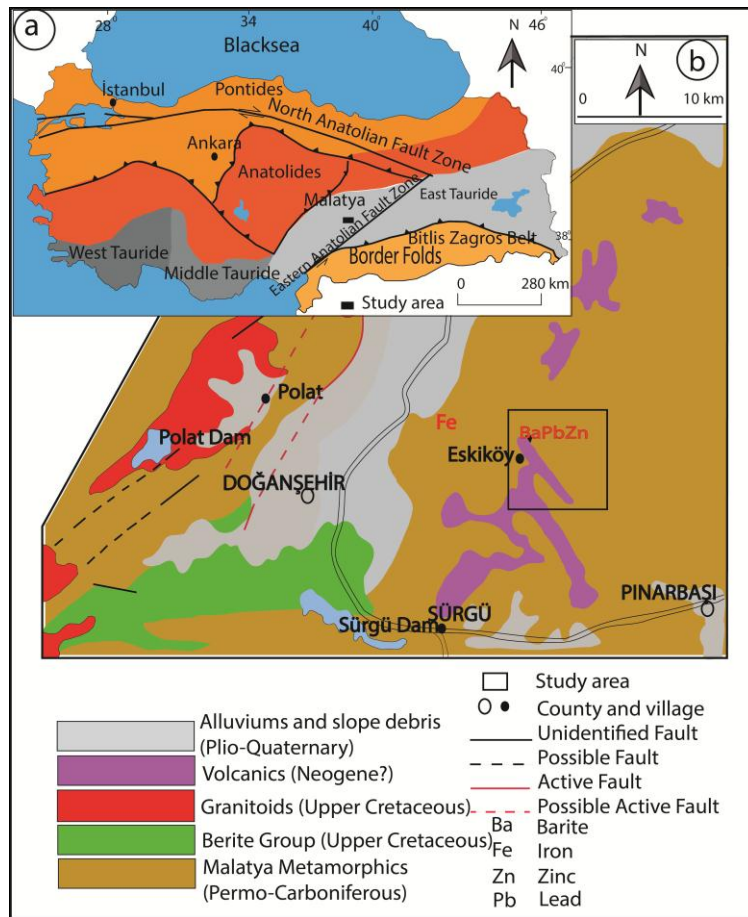 a
28°
34
40
46
Blacksea
N
İstanbul
Pontides
North Anatolian Fault Zone
Ankara
Anatolides
Malatya
East Tauride
Eastern Anatolian Fault Zone
38°
West Tauride
Middle Tauride
Bitlis Zagros Belt
Border Folds
0 280 km
Study area
b
40°
N
0 10 km
Polat
Fe
BaPbZn
Polat Dam
Eskiköy
DOĞANŞEHİR
PINARBAŞI
SÜRGÜ
Sürgü Dam
Alluviums and slope debris
(Plio-Quaternary)
Volcanics (Neogene?)
Granitoids (Upper Cretaceous)
Berite Group (Upper Cretaceous)
Malatya Metamorphics
(Permo-Carboniferous)
Study area
County and village
Unidentified Fault
Possible Fault
Active Fault
Possible Active Fault
Ba Barite
Fe Iron
Zn Zinc
Pb Lead